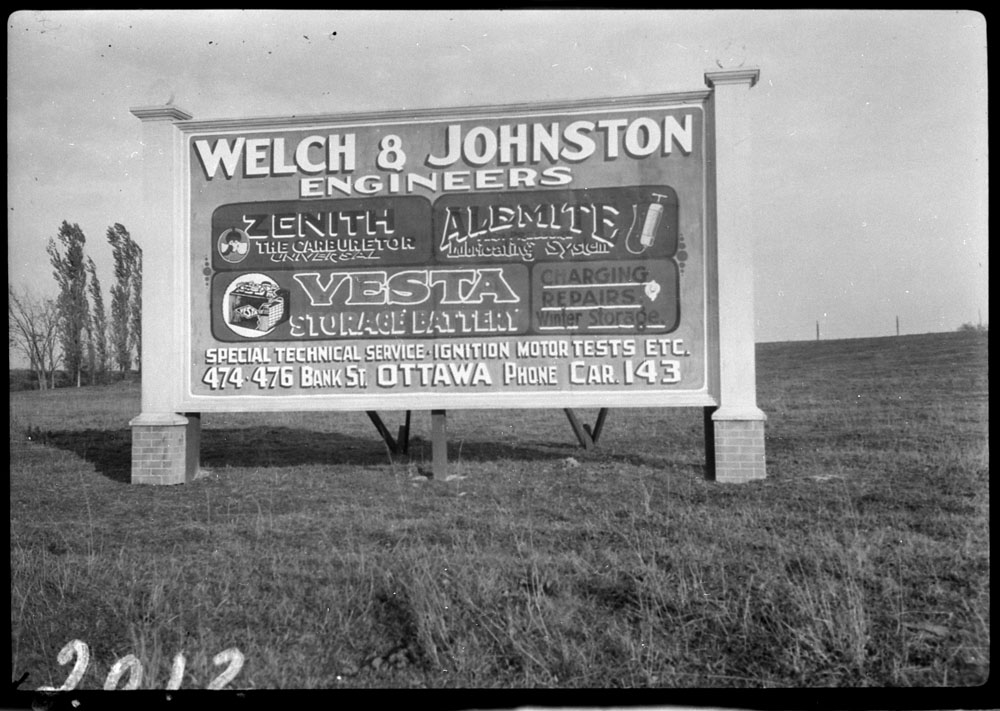 WELCH & JOHNSTON
ENGINEERS
ZENITH
THE CARBURETOR
UNIVERSAL
ALEMITE
Lubricating System
VESTA
STORAGE BATTERY
CHARGING
REPAIRS.
Winter Storage.
SPECIAL TECHNICAL SERVICE-IGNITION MOTOR TESTS ETC.
474-476 BANK ST. OTTAWA PHONE CAR. 143
2012